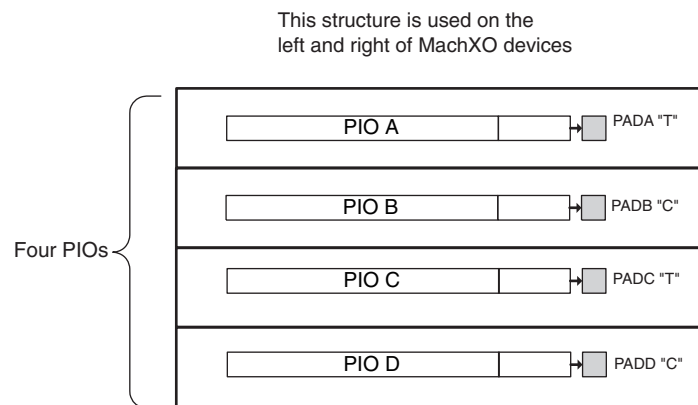 This structure is used on the
left and right of MachXO devices
PIO A
PADA "T"
PIO B
PADB "C"
Four PIOs
PIO C
PADC "T"
PIO D
PADD "C"